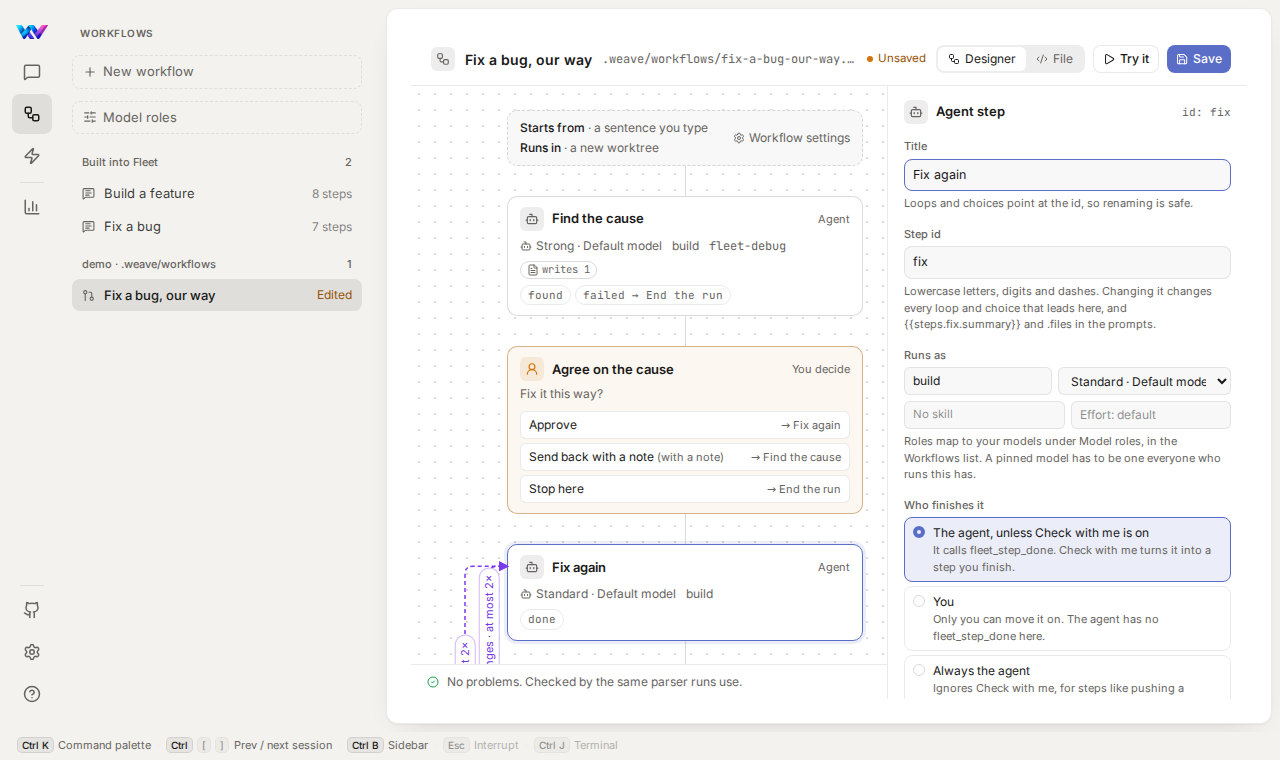 WORKFLOWS
New workflow
Model roles
Built into Fleet 2
Build a feature 8 steps
Fix a bug 7 steps
demo · .weave/workflows 1
Fix a bug, our way Edited
Fix a bug, our way .weave/workflows/fix-a-bug-our-way.… Unsaved Designer File Try it Save
Starts from · a sentence you type
Runs in · a new worktree
Workflow settings
Find the cause Agent
Strong · Default model build fleet-debug
writes 1
found failed → End the run
Agree on the cause You decide
Fix it this way?
Approve → Fix again
Send back with a note (with a note) → Find the cause
Stop here → End the run
Fix again Agent
Standard · Default model build
done
t 2×
nges · at most 2×
No problems. Checked by the same parser runs use.
Agent step id: fix
Title
Fix again
Loops and choices point at the id, so renaming is safe.
Step id
fix
Lowercase letters, digits and dashes. Changing it changes
every loop and choice that leads here, and
{{steps.fix.summary}} and .files in the prompts.
Runs as
build Standard · Default mode
No skill Effort: default
Roles map to your models under Model roles, in the
Workflows list. A pinned model has to be one everyone who
runs this has.
Who finishes it
The agent, unless Check with me is on
It calls fleet_step_done. Check with me turns it into a
step you finish.
You
Only you can move it on. The agent has no
fleet_step_done here.
Always the agent
Ignores Check with me, for steps like pushing a
Ctrl K Command palette Ctrl [ ] Prev / next session Ctrl B Sidebar Esc Interrupt Ctrl J Terminal